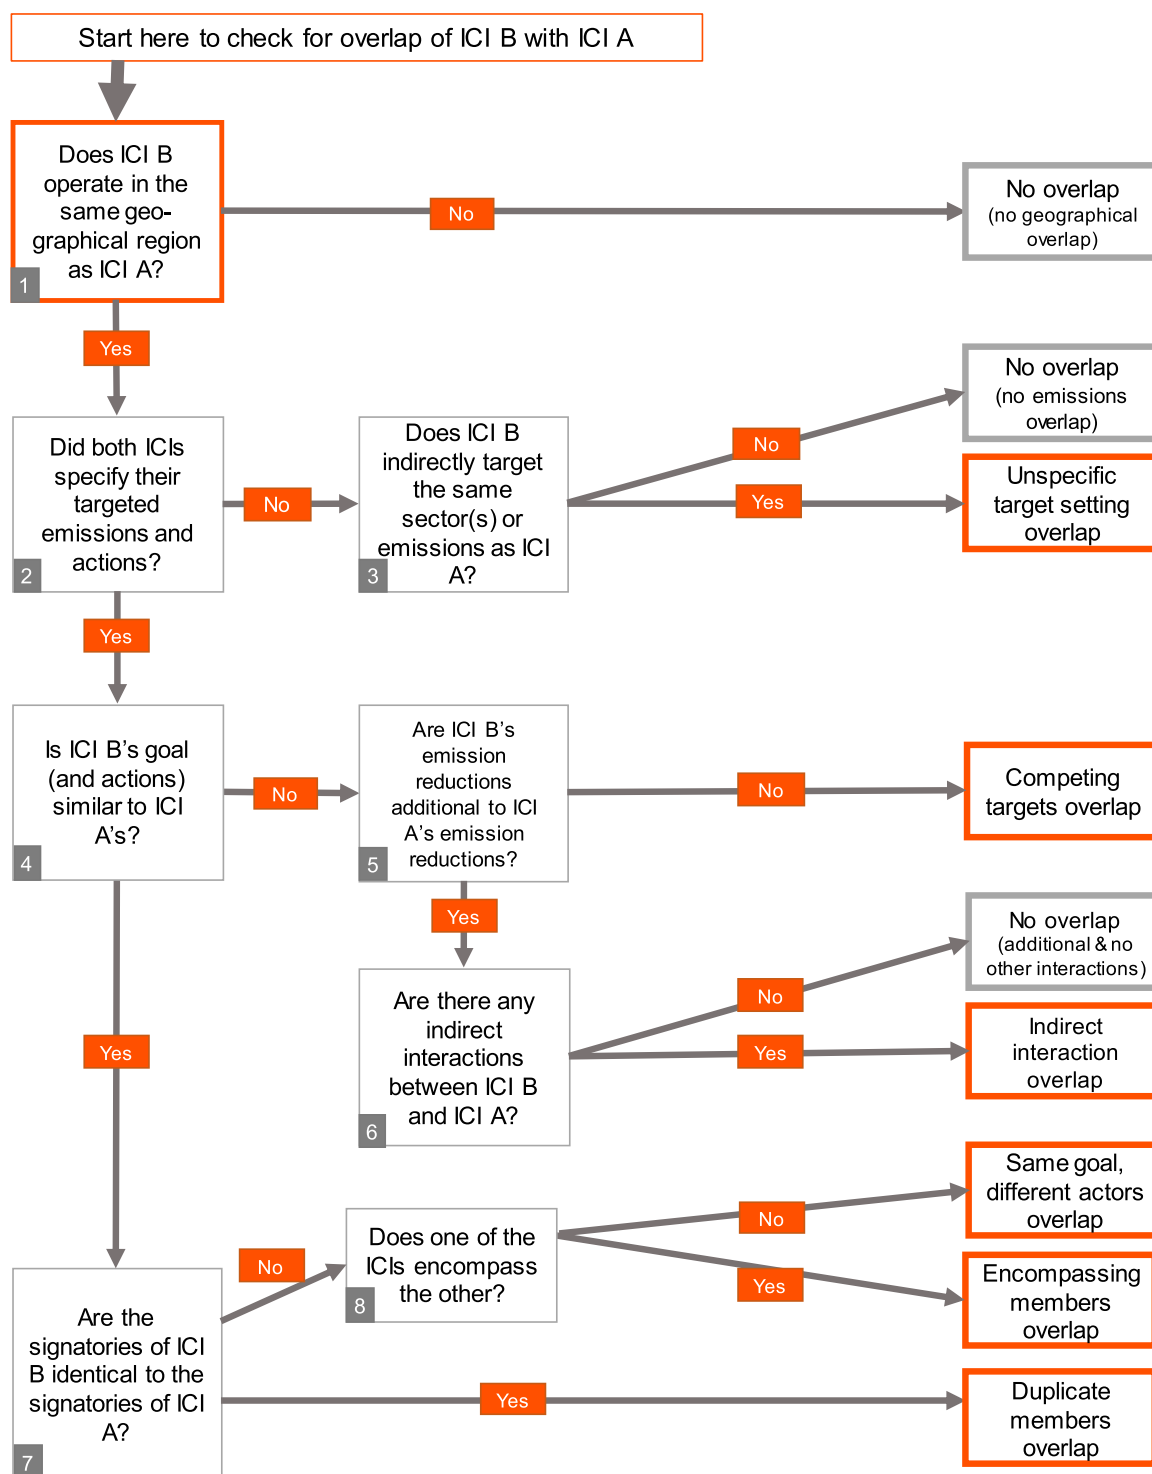 Start here to check for overlap of ICI B with ICI A
Does ICI B
operate in the
same geo-
graphical region
as ICI A?
1
No
No overlap
(no geographical
overlap)
Yes
Did both ICIs
specify their
targeted
emissions and
actions?
2
No
Does ICI B
indirectly target
the same
sector(s) or
emissions as ICI
A?
3
No
No overlap
(no emissions
overlap)
Yes
Unspecific
target setting
overlap
Yes
Is ICI B’s goal
(and actions)
similar to ICI
A’s?
4
No
Are ICI B’s
emission
reductions
additional to ICI
A’s emission
reductions?
5
No
Competing
targets overlap
Yes
Are there any
indirect
interactions
between ICI B
and ICI A?
6
No
No overlap
(additional & no
other interactions)
Yes
Indirect
interaction
overlap
Yes
Are the
signatories of ICI
B identical to the
signatories of ICI
A?
7
No
Does one of the
ICIs encompass
the other?
8
No
Same goal,
different actors
overlap
Yes
Encompassing
members
overlap
Yes
Duplicate
members
overlap